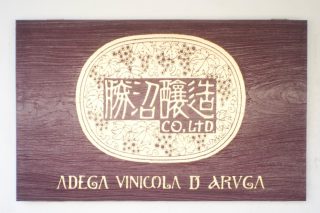 勝沼醸造
CO.,LTD.
ADEGA VINICOLA D ARVGA